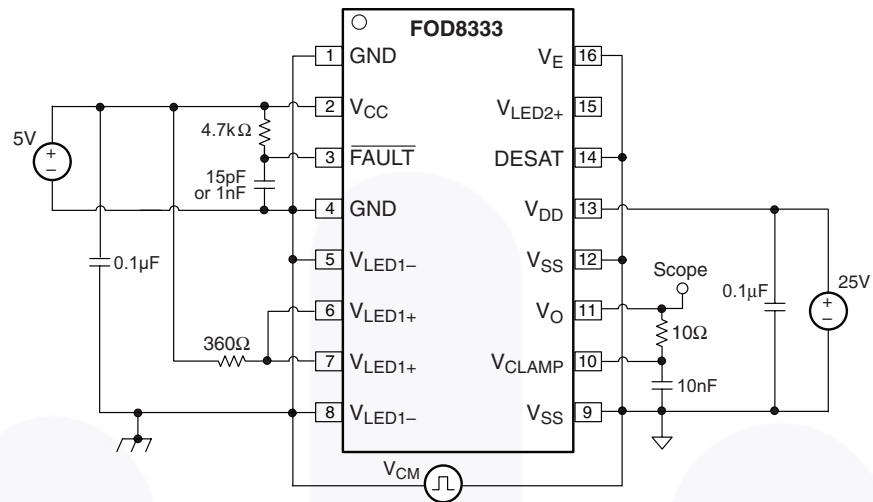 FOD8333
1 GND
2 VCC
3 FAULT
4 GND
5 VLED1–
6 VLED1+
7 VLED1+
8 VLED1–
VE 16
VLED2+ 15
DESAT 14
VDD 13
VSS 12
VO 11
VCLAMP 10
VSS 9
5V
+
–
4.7kΩ
15pF
or 1nF
0.1µF
360Ω
Scope
10Ω
10nF
0.1µF
25V
+
–
VCM